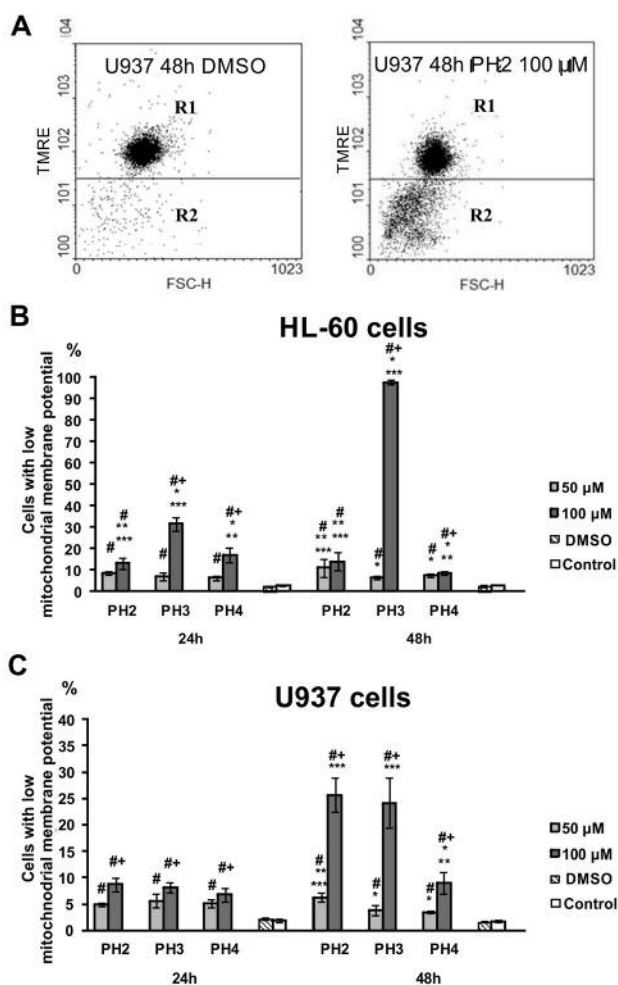 A
U937 48h DMSO
R1
R2
TMRE
104
103
102
101
100
0
1023
FSC-H
U937 48h PH2 100 µM
R1
R2
TMRE
104
103
102
101
100
0
1023
FSC-H
B
HL-60 cells
%
Cells with low
mitochondrial membrane potential
100
90
80
70
60
50
40
30
20
10
0
#
#
**
***
#
#+
*
***
#
#+
*
**
#
**
***
#
**
***
#
*
#+
*
***
#
*
#+
*
**
PH2
PH3
PH4
PH2
PH3
PH4
24h
48h
50 µM
100 µM
DMSO
Control
C
U937 cells
%
Cells with low
mitochnodrial membrane potential
40
35
30
25
20
15
10
5
0
#
#+
#
#+
#
#+
#
**
***
#+
***
#
*
#+
***
#
*
#+
*
**
PH2
PH3
PH4
PH2
PH3
PH4
24h
48h
50 µM
100 µM
DMSO
Control